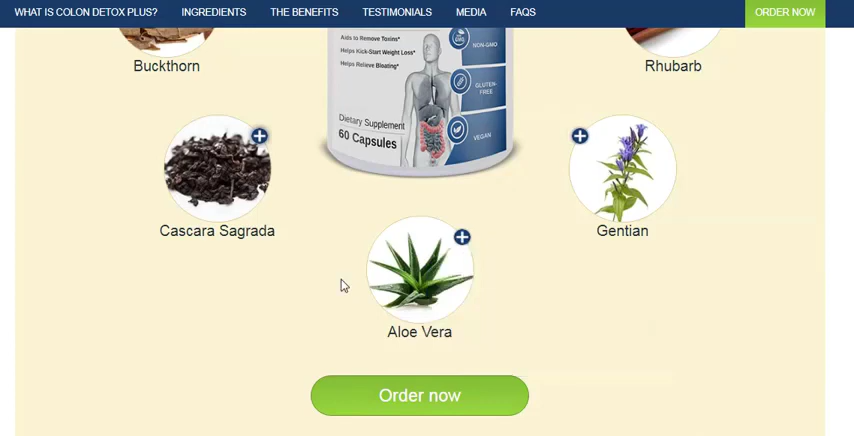 WHAT IS COLON DETOX PLUS? INGREDIENTS THE BENEFITS TESTIMONIALS MEDIA FAQS ORDER NOW
Buckthorn
Aids to Remove Toxins*
Helps Kick-Start Weight Loss*
Helps Relieve Bloating*
NON-GMO
GLUTEN-
FREE
VEGAN
Dietary Supplement
60 Capsules
Rhubarb
Cascara Sagrada
Gentian
Aloe Vera
Order now